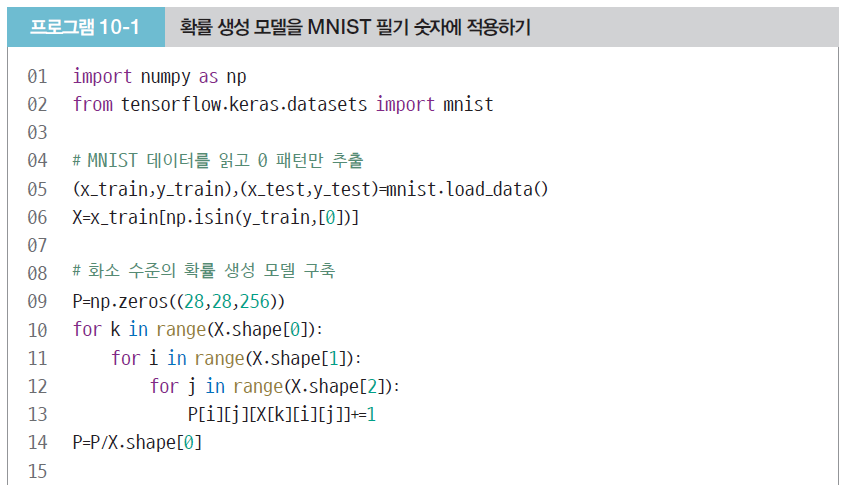 프로그램 10-1 확률 생성 모델을 MNIST 필기 숫자에 적용하기
01 import numpy as np
02 from tensorflow.keras.datasets import mnist
03
04 # MNIST 데이터를 읽고 0 패턴만 추출
05 (x_train,y_train),(x_test,y_test)=mnist.load_data()
06 X=x_train[np.isin(y_train,[0])]
07
08 # 화소 수준의 확률 생성 모델 구축
09 P=np.zeros((28,28,256))
10 for k in range(X.shape[0]):
11     for i in range(X.shape[1]):
12         for j in range(X.shape[2]):
13             P[i][j][X[k][i][j]]+=1
14 P=P/X.shape[0]
15